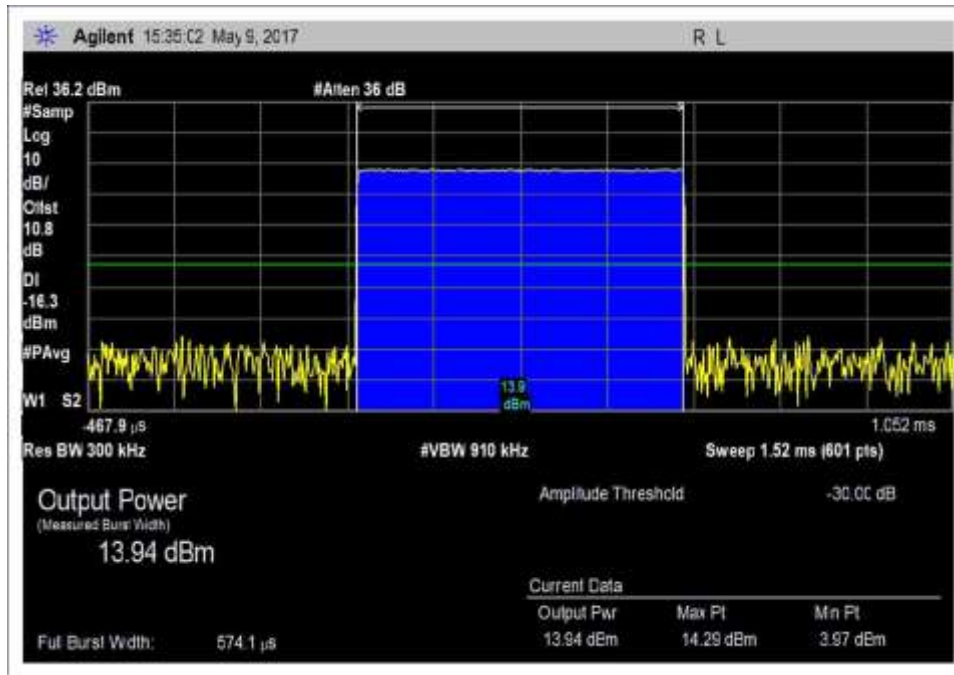 Agilent 15:35:02 May 9, 2017 R L
Ref 36.2 dBm #Atten 36 dB
#Samp
Log
10
dB/
Offst
10.8
dB
DI
-16.3
dBm
#PAvg
13.9
dBm
W1 S2
-467.9 µs 1.052 ms
Res BW 300 kHz #VBW 910 kHz Sweep 1.52 ms (601 pts)
Output Power Amplitude Threshold -30.00 dB
(Measured Burst Width)
13.94 dBm
Current Data
Output Pwr Max Pt Min Pt
Full Burst Width: 574.1 µs 13.94 dBm 14.29 dBm 3.97 dBm